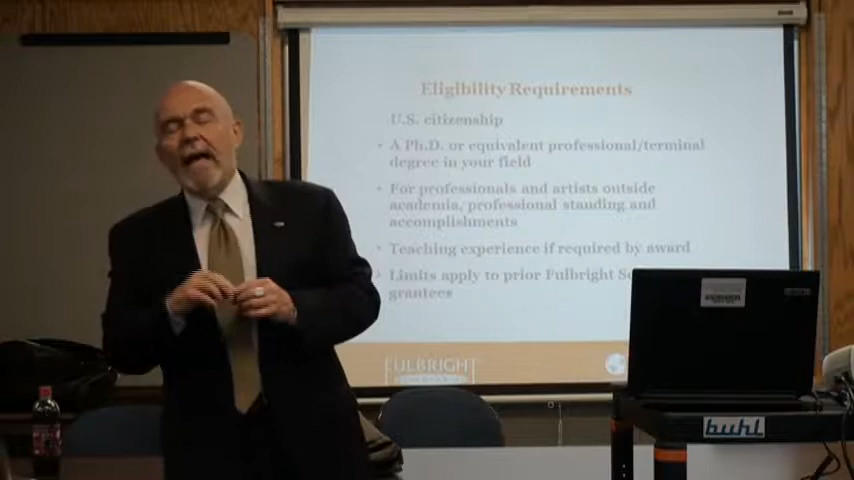 Eligibility Requirements
U.S. citizenship
• A Ph.D. or equivalent professional/terminal
degree in your field
• For professionals and artists outside
academia, professional standing and
accomplishments
• Teaching experience if required by award
• Limits apply to prior Fulbright
grantees
FULBRIGHT
buhl